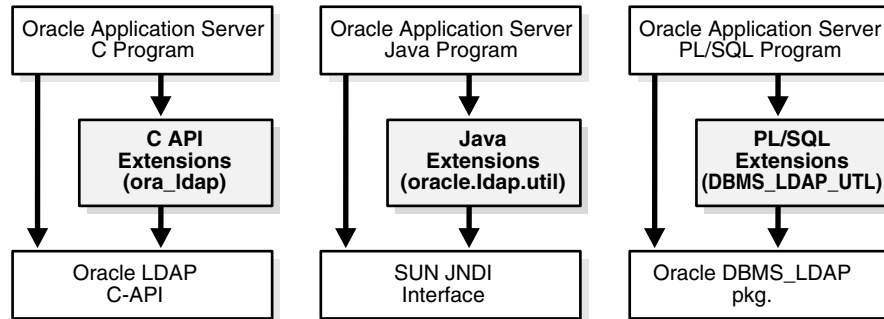 Oracle Application Server
C Program
C API
Extensions
(ora_ldap)
Oracle LDAP
C-API
Oracle Application Server
Java Program
Java
Extensions
(oracle.ldap.util)
SUN JNDI
Interface
Oracle Application Server
PL/SQL Program
PL/SQL
Extensions
(DBMS_LDAP_UTL)
Oracle DBMS_LDAP
pkg.